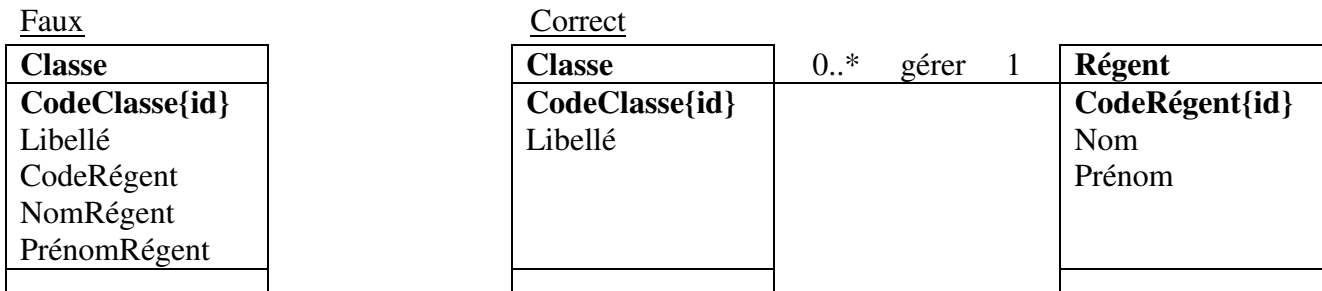 Faux
Correct
Classe
CodeClasse{id}
Libellé
CodeRégent
NomRégent
PrénomRégent
Classe
CodeClasse{id}
Libellé
0..* gérer 1
Régent
CodeRégent{id}
Nom
Prénom